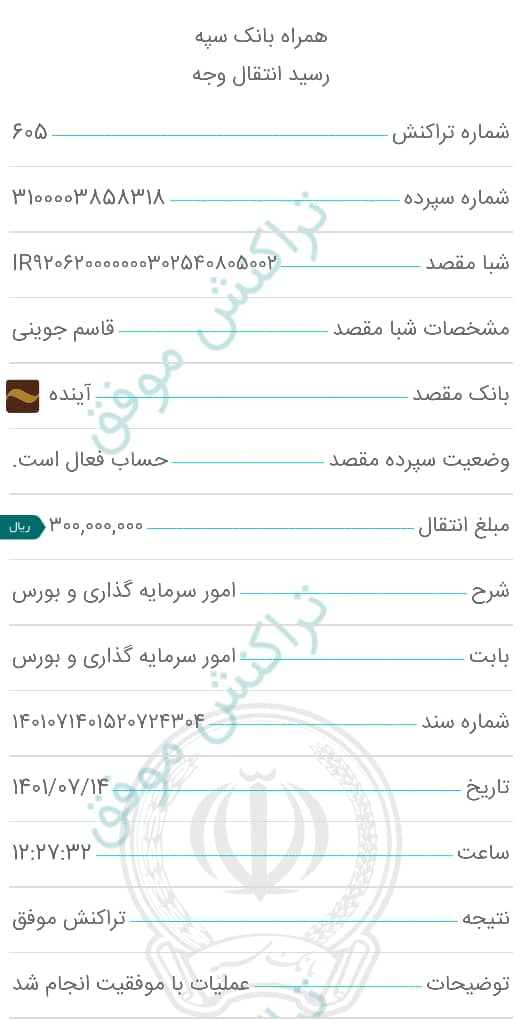 همراه بانک سپه
رسید انتقال وجه
شماره تراکنش ۶۰۵
شماره سپرده ۳۱۰۰۰۰۳۸۵۸۳۱۸
شبا مقصد IR۹۲۰۶۲۰۰۰۰۰۰۰۳۰۲۵۴۰۸۰۵۰۰۲
مشخصات شبا مقصد قاسم جوینی
بانک مقصد آینده
وضعیت سپرده مقصد حساب فعال است.
مبلغ انتقال ۳۰۰,۰۰۰,۰۰۰ ریال
شرح امور سرمایه گذاری و بورس
بابت امور سرمایه گذاری و بورس
شماره سند ۱۴۰۱۰۷۱۴۰۱۵۲۰۷۲۴۳۰۴
تاریخ ۱۴۰۱/۰۷/۱۴
ساعت ۱۲:۲۷:۳۲
نتیجه تراکنش موفق
توضیحات عملیات با موفقیت انجام شد
تراکنش موفق
تراکنش موفق
بانک سپه